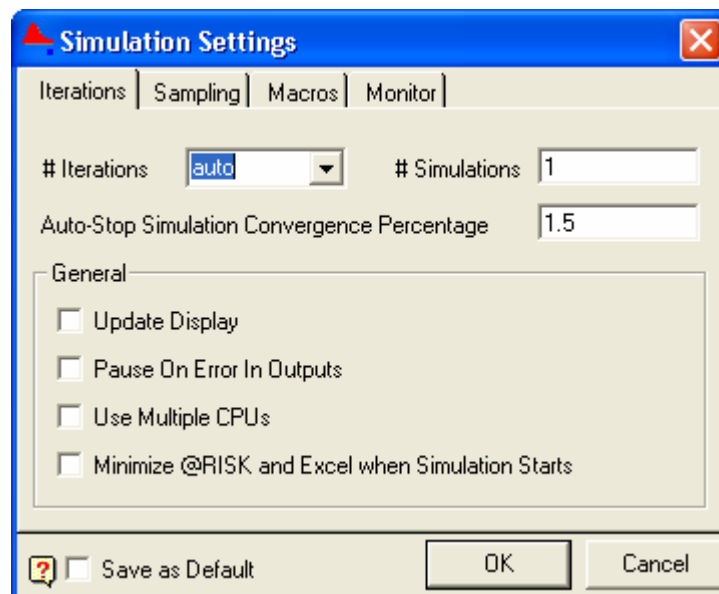 Simulation Settings
Iterations Sampling Macros Monitor
# Iterations auto # Simulations 1
Auto-Stop Simulation Convergence Percentage 1.5
General
Update Display
Pause On Error In Outputs
Use Multiple CPUs
Minimize @RISK and Excel when Simulation Starts
? Save as Default OK Cancel